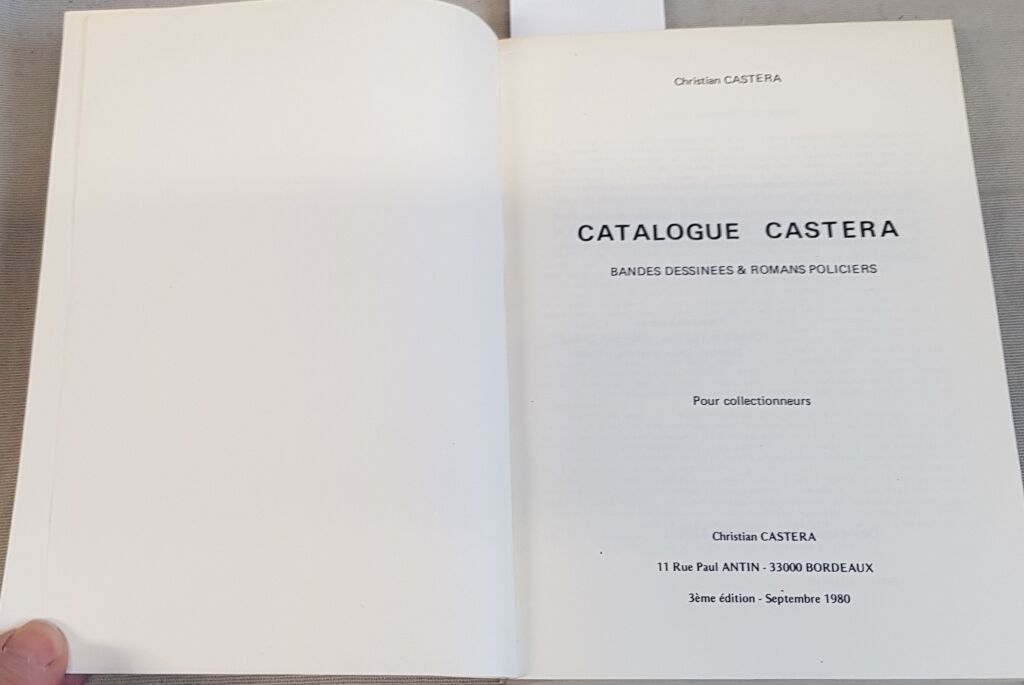 Christian CASTERA
CATALOGUE CASTERA
BANDES DESSINEES & ROMANS POLICIERS
Pour collectionneurs
Christian CASTERA
11 Rue Paul ANTIN - 33000 BORDEAUX
3ème édition - Septembre 1980